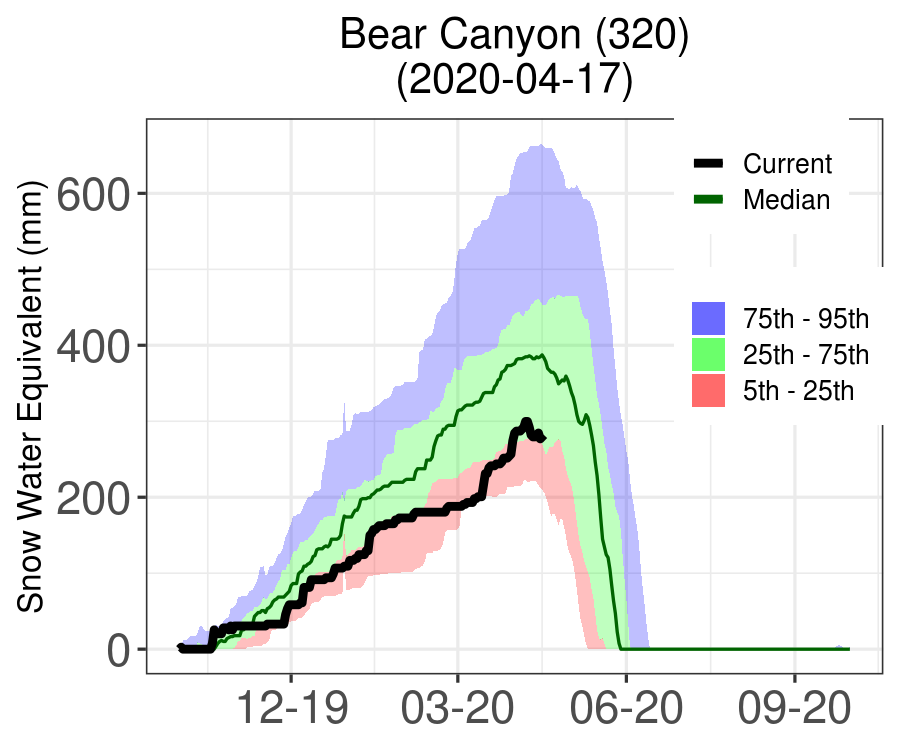 Bear Canyon (320)
(2020-04-17)
Snow Water Equivalent (mm)
600
400
200
0
12-19
03-20
06-20
09-20
Current
Median
75th - 95th
25th - 75th
5th - 25th